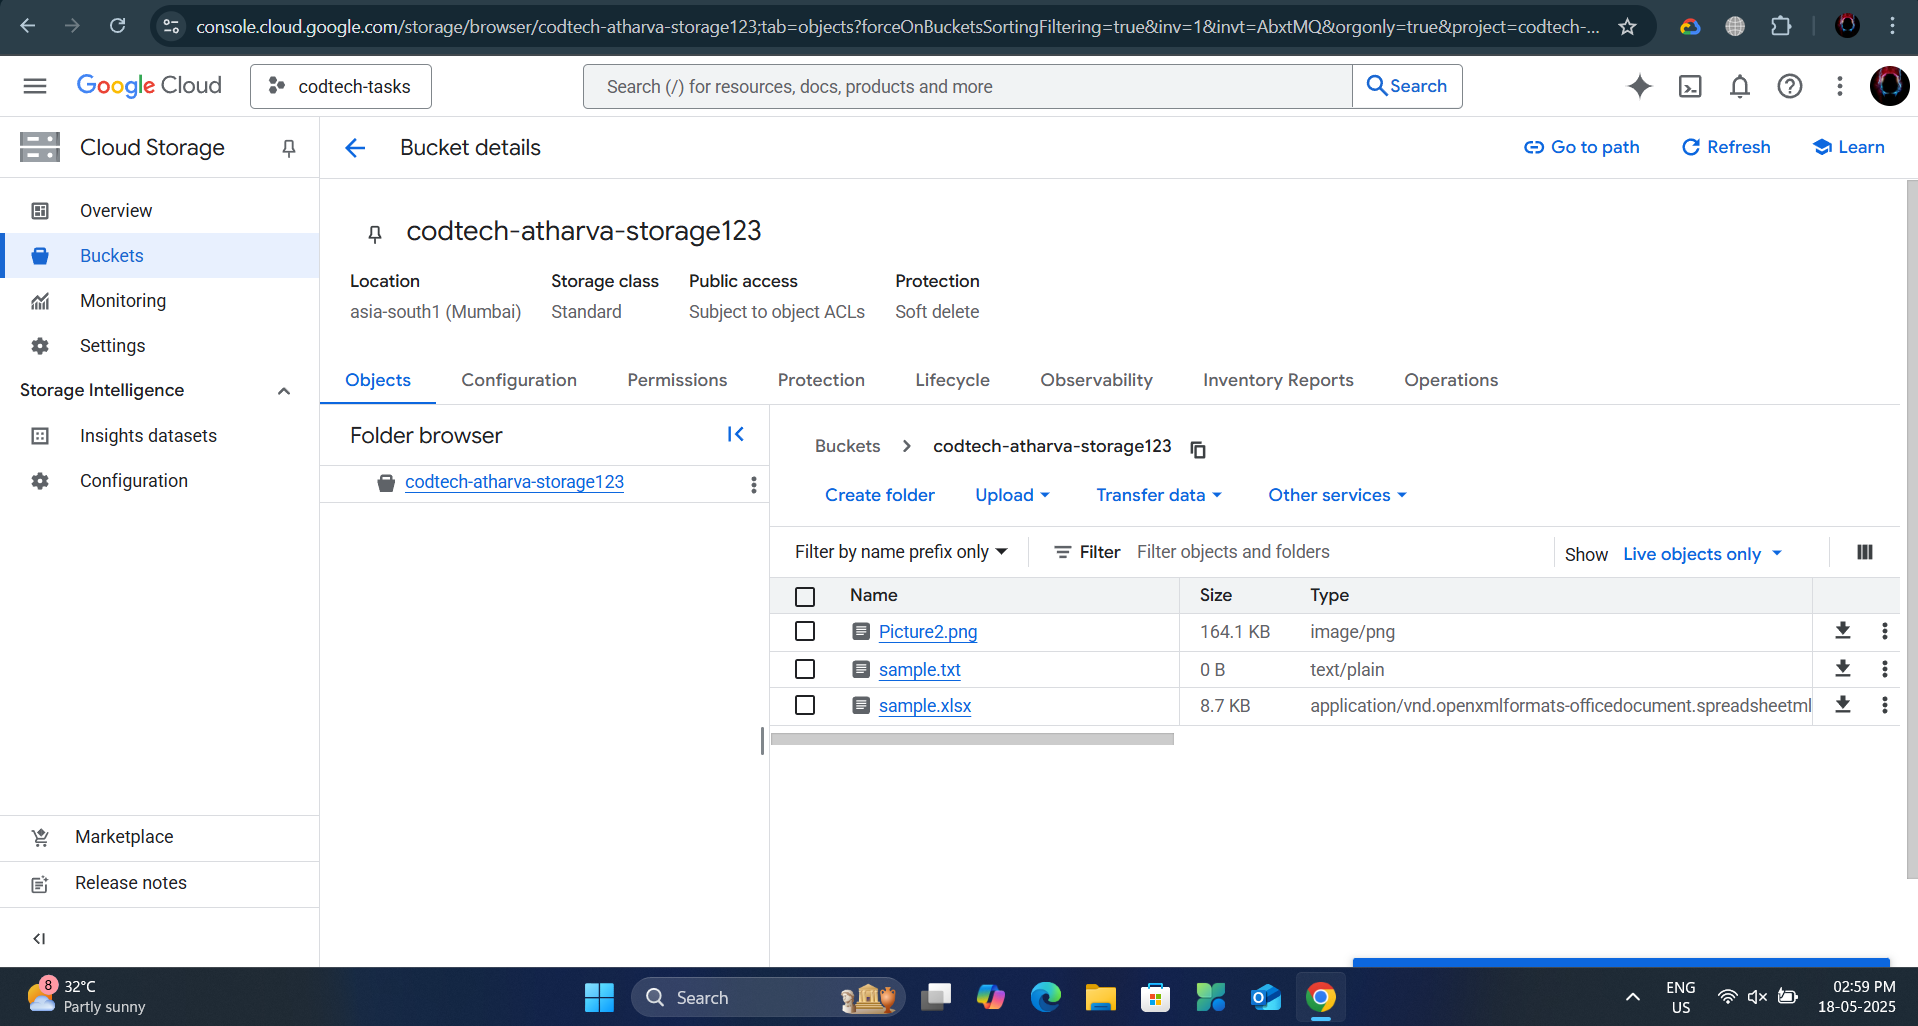 console.cloud.google.com/storage/browser/codtech-atharva-storage123;tab=objects?forceOnBucketsSortingFiltering=true&inv=1&invt=AbxtMQ&orgonly=true&project=codtech-...
Google Cloud
codtech-tasks
Search (/) for resources, docs, products and more
Search
Cloud Storage
Bucket details
Go to path
Refresh
Learn
Overview
Buckets
Monitoring
Settings
Storage Intelligence
Insights datasets
Configuration
Marketplace
Release notes
codtech-atharva-storage123
Location Storage class Public access Protection
asia-south1 (Mumbai) Standard Subject to object ACLs Soft delete
Objects Configuration Permissions Protection Lifecycle Observability Inventory Reports Operations
Folder browser
codtech-atharva-storage123
Buckets codtech-atharva-storage123
Create folder Upload Transfer data Other services
Filter by name prefix only Filter Filter objects and folders Show Live objects only
Name Size Type
Picture2.png 164.1 KB image/png
sample.txt 0 B text/plain
sample.xlsx 8.7 KB application/vnd.openxmlformats-officedocument.spreadsheetml
8
32°C
Partly sunny
Search
ENG
US
02:59 PM
18-05-2025